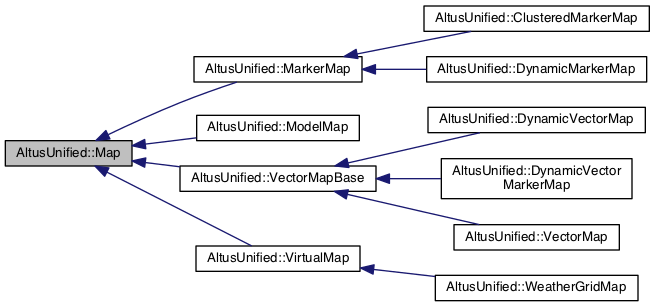 AltusUnified::ClusteredMarkerMap
AltusUnified::MarkerMap
AltusUnified::DynamicMarkerMap
AltusUnified::ModelMap
AltusUnified::DynamicVectorMap
AltusUnified::Map
AltusUnified::VectorMapBase
AltusUnified::DynamicVector
MarkerMap
AltusUnified::VectorMap
AltusUnified::VirtualMap
AltusUnified::WeatherGridMap